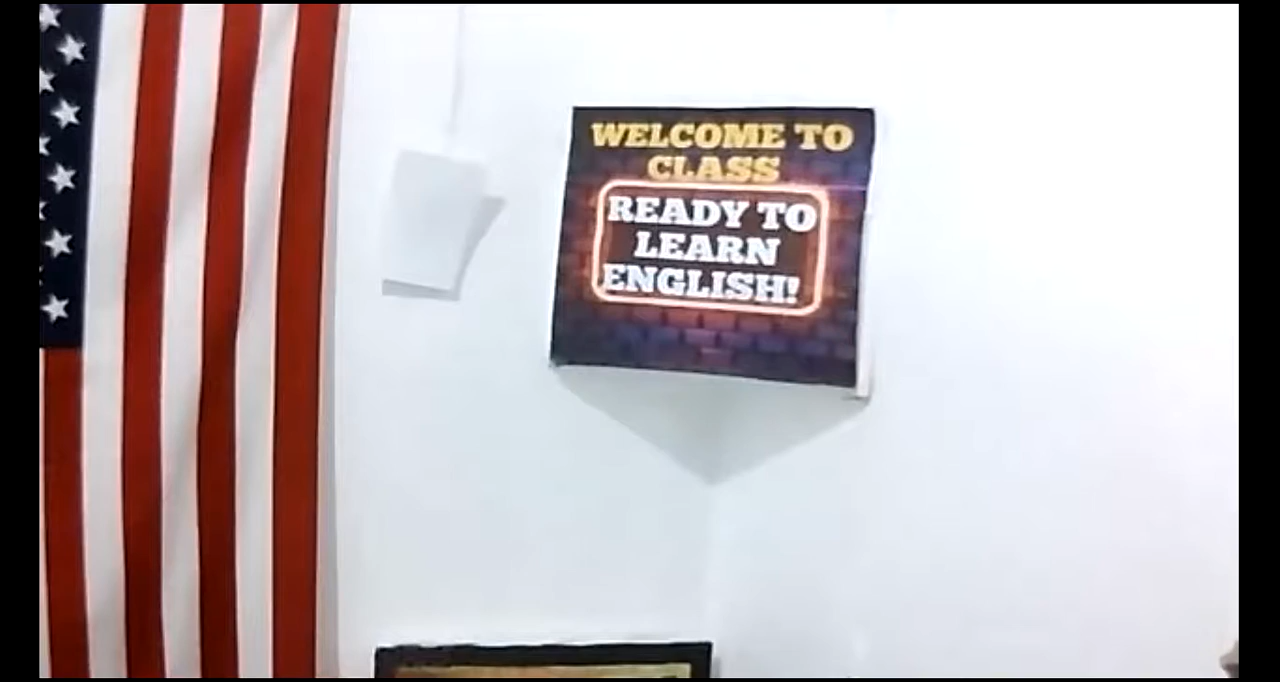 WELCOME TO
CLASS
READY TO
LEARN
ENGLISH!